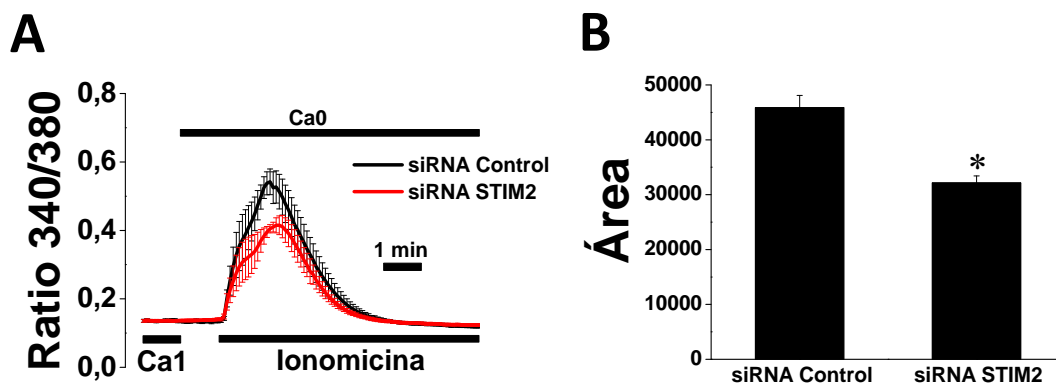 A
Ratio 340/380
0,8
0,6
0,4
0,2
0,0
Ca0
siRNA Control
siRNA STIM2
1 min
Ca1
Ionomicina
B
Área
50000
40000
30000
20000
10000
0
*
siRNA Control
siRNA STIM2